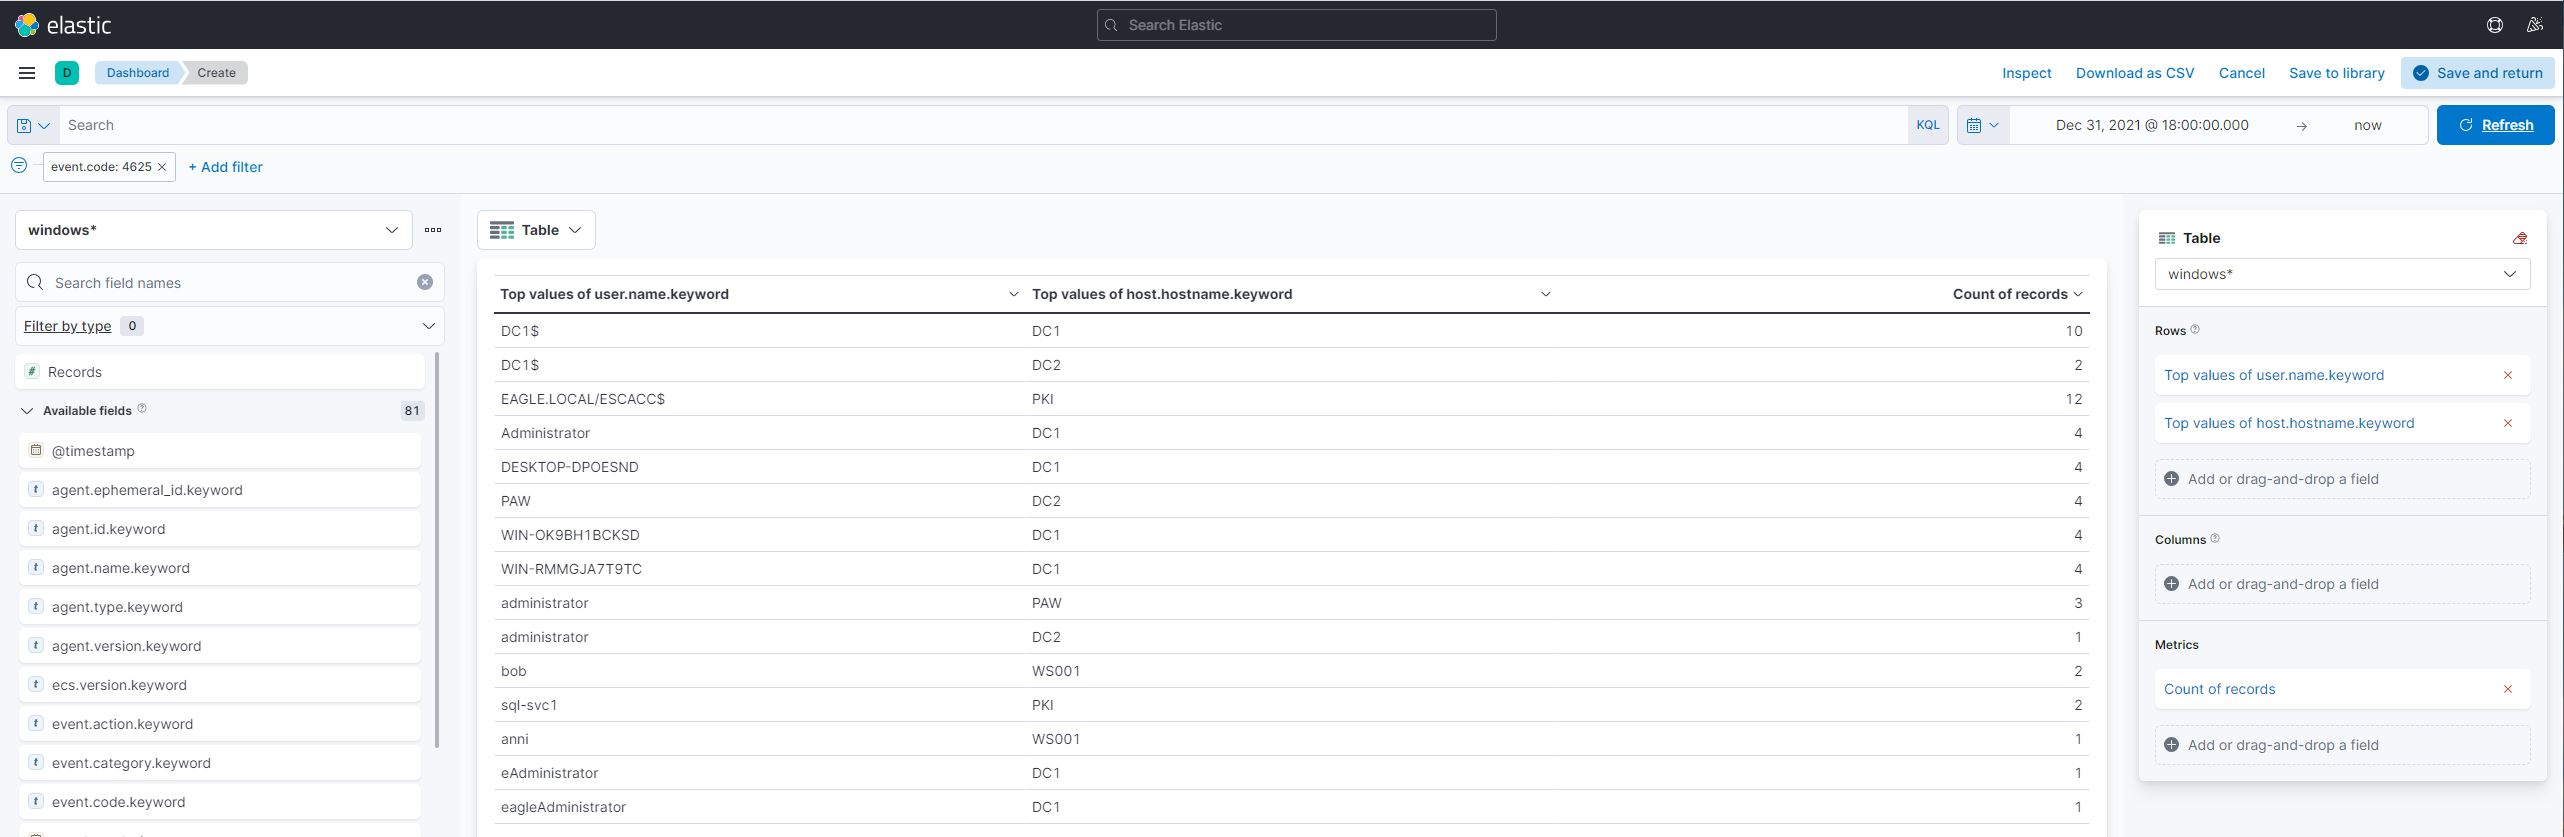 elastic
Search Elastic
D Dashboard Create Inspect Download as CSV Cancel Save to library Save and return
Search KQL Dec 31, 2021 @ 18:00:00.000 → now Refresh
event.code: 4625 × + Add filter
windows*
Search field names
Filter by type 0
# Records
Available fields 81
@timestamp
t agent.ephemeral_id.keyword
t agent.id.keyword
t agent.name.keyword
t agent.type.keyword
t agent.version.keyword
t ecs.version.keyword
t event.action.keyword
t event.category.keyword
t event.code.keyword
Table
Top values of user.name.keyword Top values of host.hostname.keyword Count of records
DC1$ DC1 10
DC1$ DC2 2
EAGLE.LOCAL/ESCACC$ PKI 12
Administrator DC1 4
DESKTOP-DPOESND DC1 4
PAW DC2 4
WIN-OK9BH1BCKSD DC1 4
WIN-RMMGJA7T9TC DC1 4
administrator PAW 3
administrator DC2 1
bob WS001 2
sql-svc1 PKI 2
anni WS001 1
eAdministrator DC1 1
eagleAdministrator DC1 1
Table
windows*
Rows
Top values of user.name.keyword ×
Top values of host.hostname.keyword ×
Add or drag-and-drop a field
Columns
Add or drag-and-drop a field
Metrics
Count of records ×
Add or drag-and-drop a field